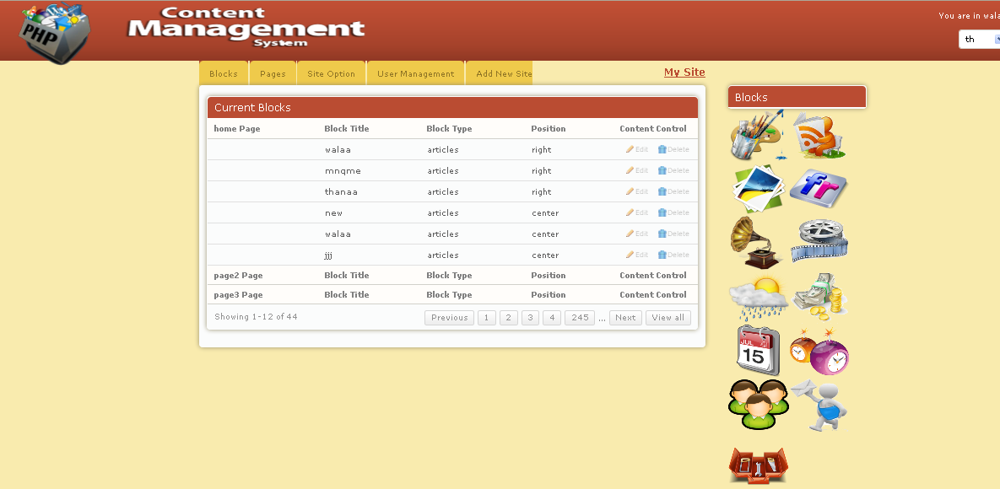 PHP
Content
Management
System
You are in wala
th
Blocks Pages Site Option User Management Add New Site
My Site
Current Blocks
home Page Block Title Block Type Position Content Control
walaa articles right Edit Delete
mnqme articles right Edit Delete
thanaa articles right Edit Delete
new articles center Edit Delete
walaa articles center Edit Delete
jjj articles center Edit Delete
page2 Page Block Title Block Type Position Content Control
page3 Page Block Title Block Type Position Content Control
Showing 1-12 of 44 Previous 1 2 3 4 245 ... Next View all
Blocks
fr
JUL
15